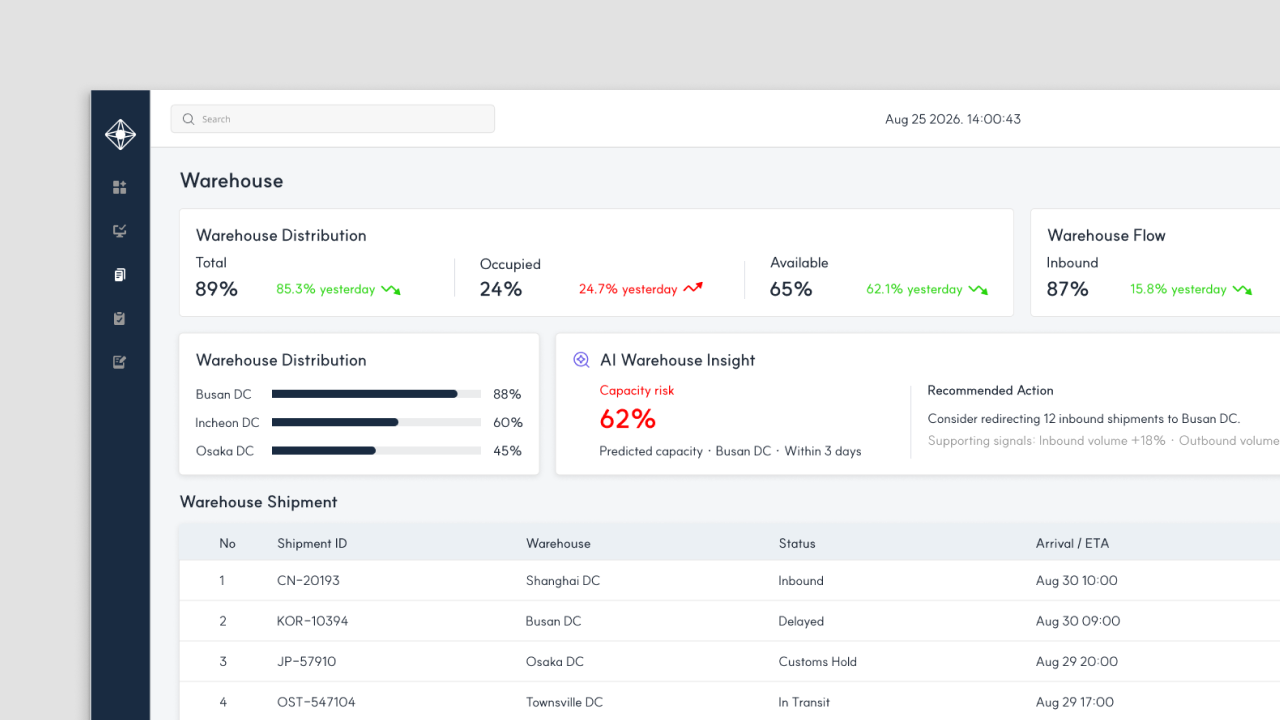 Search
Aug 25 2026. 14:00:43
Warehouse
Warehouse Distribution
Total
89%
85.3% yesterday
Occupied
24%
24.7% yesterday
Available
65%
62.1% yesterday
Warehouse Flow
Inbound
87%
15.8% yesterday
Warehouse Distribution
Busan DC 88%
Incheon DC 60%
Osaka DC 45%
AI Warehouse Insight
Capacity risk
62%
Predicted capacity · Busan DC · Within 3 days
Recommended Action
Consider redirecting 12 inbound shipments to Busan DC.
Supporting signals: Inbound volume +18% · Outbound volume
Warehouse Shipment
No Shipment ID Warehouse Status Arrival / ETA
1 CN-20193 Shanghai DC Inbound Aug 30 10:00
2 KOR-10394 Busan DC Delayed Aug 30 09:00
3 JP-57910 Osaka DC Customs Hold Aug 29 20:00
4 OST-547104 Townsville DC In Transit Aug 29 17:00